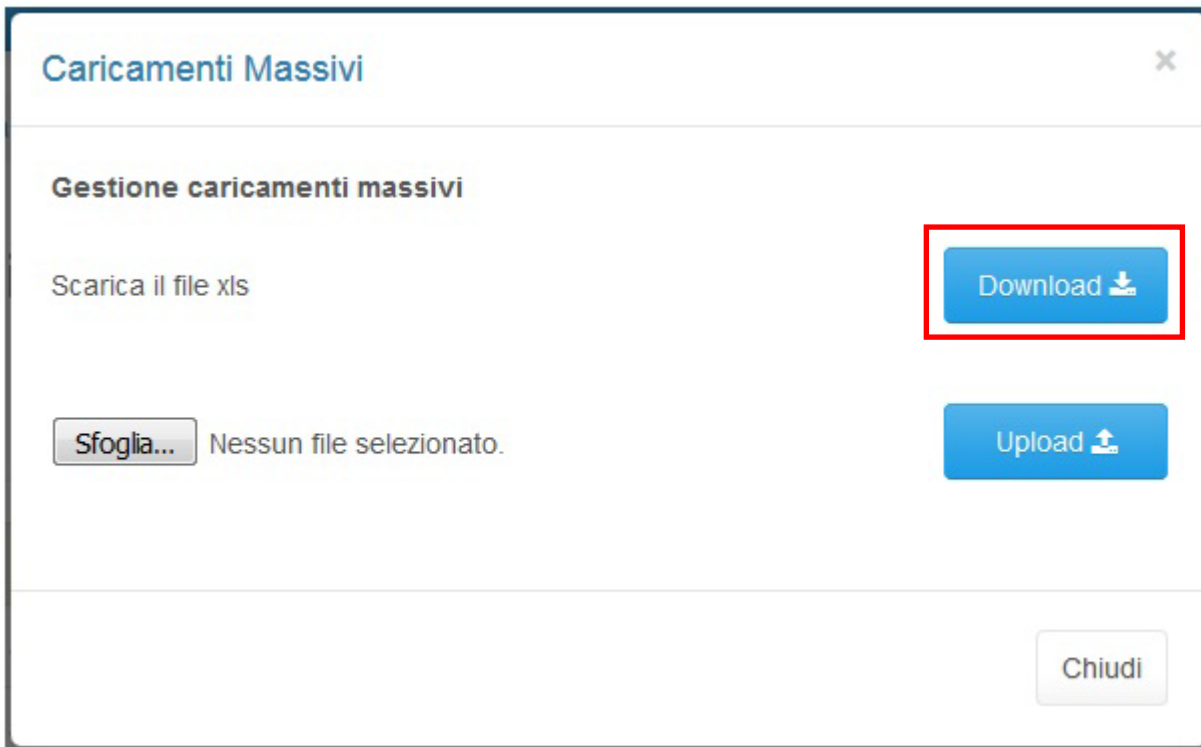 Caricamenti Massivi ×
Gestione caricamenti massivi
Scarica il file xls Download
Sfoglia... Nessun file selezionato. Upload
Chiudi